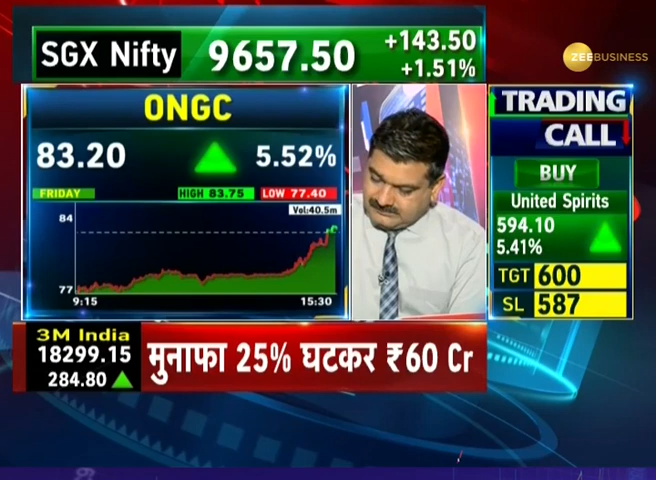 SGX Nifty 9657.50 +143.50
+1.51%
ZEEBUSINESS
ONGC
83.20 5.52%
FRIDAY HIGH 83.75 LOW 77.40
Vol:40.5m
84
77
9:15 15:30
TRADING
CALL
BUY
United Spirits
594.10
5.41%
TGT 600
SL 587
3M India
18299.15
284.80
मुनाफा 25% घटकर ₹60 Cr